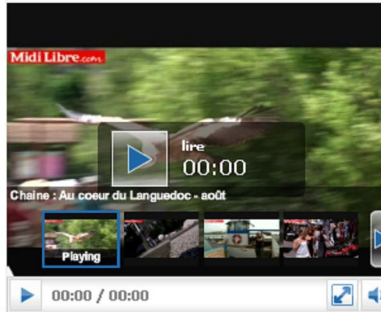 Midi Libre.com
lire
00:00
Chaîne : Au coeur du Languedoc - août
Playing
00:00 / 00:00